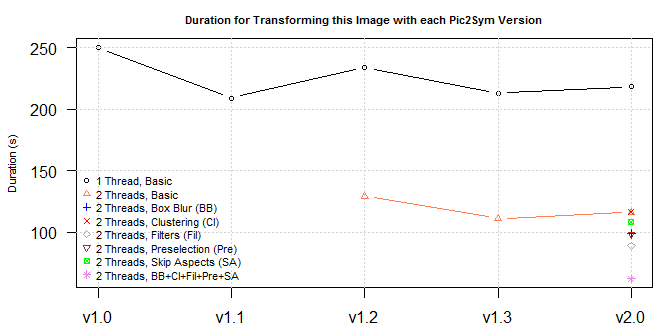 Duration for Transforming this Image with each Pic2Sym Version
Duration (s)
250
200
150
100
1 Thread, Basic
2 Threads, Basic
2 Threads, Box Blur (BB)
2 Threads, Clustering (Cl)
2 Threads, Filters (Fil)
2 Threads, Preselection (Pre)
2 Threads, Skip Aspects (SA)
2 Threads, BB+Cl+Fil+Pre+SA
v1.0 v1.1 v1.2 v1.3 v2.0